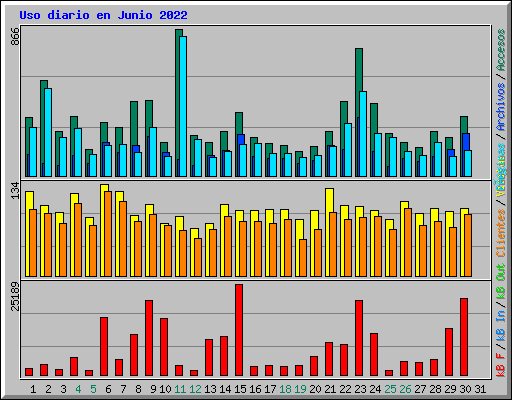 Uso diario en Junio 2022
866
134
25189
kB F / kB In / kB Out Clientes / Archivos / Accesos
1 2 3 4 5 6 7 8 9 10 11 12 13 14 15 16 17 18 19 20 21 22 23 24 25 26 27 28 29 30 31